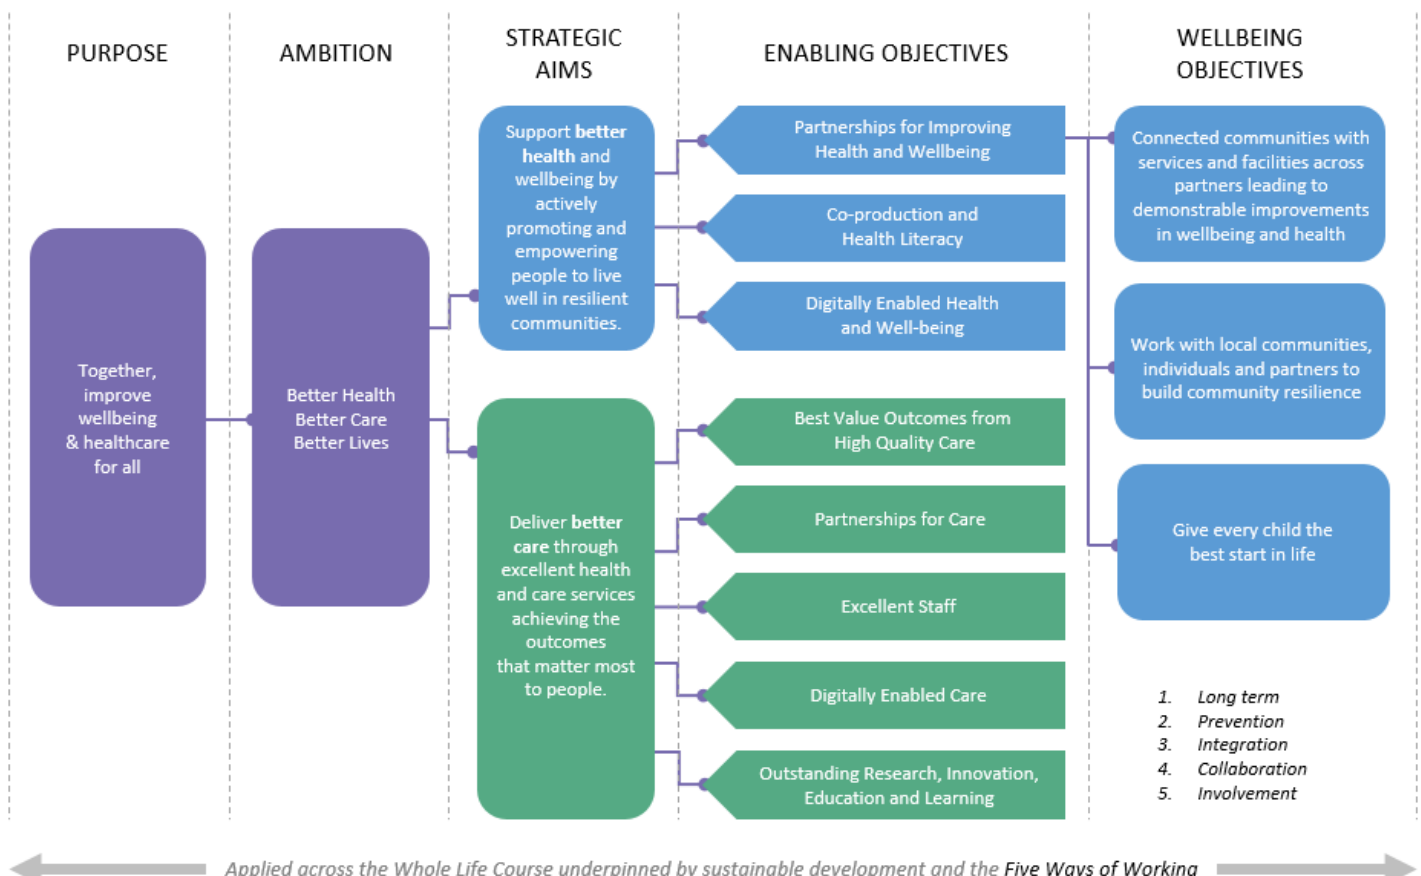 PURPOSE
AMBITION
STRATEGIC
AIMS
ENABLING OBJECTIVES
WELLBEING
OBJECTIVES
Together,
improve
wellbeing
& healthcare
for all
Better Health
Better Care
Better Lives
Support better
health and
wellbeing by
actively
promoting and
empowering
people to live
well in resilient
communities.
Deliver better
care through
excellent health
and care services
achieving the
outcomes
that matter most
to people.
Partnerships for Improving
Health and Wellbeing
Co-production and
Health Literacy
Digitally Enabled Health
and Well-being
Best Value Outcomes from
High Quality Care
Partnerships for Care
Excellent Staff
Digitally Enabled Care
Outstanding Research, Innovation,
Education and Learning
Connected communities with
services and facilities across
partners leading to
demonstrable improvements
in wellbeing and health
Work with local communities,
individuals and partners to
build community resilience
Give every child the
best start in life
1. Long term
2. Prevention
3. Integration
4. Collaboration
5. Involvement
Applied across the Whole Life Course underpinned by sustainable development and the Five Ways of Working